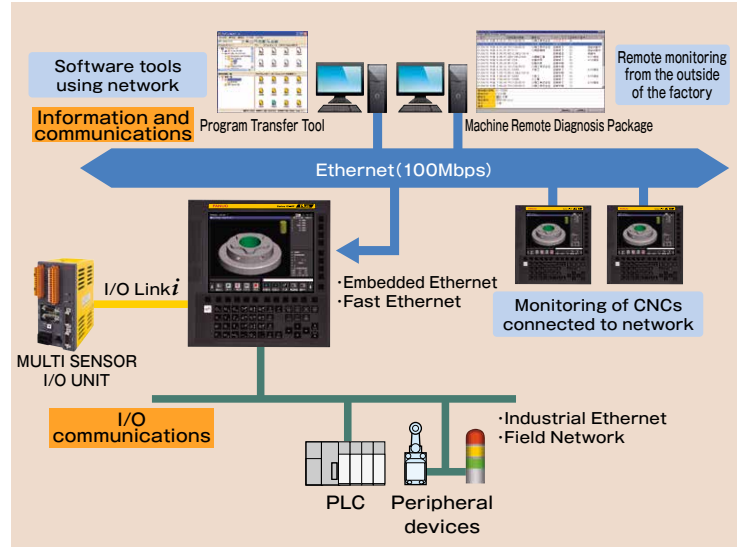 Software tools
using network
Remote monitoring
from the outside
of the factory
Information and
communications
Program Transfer Tool
Machine Remote Diagnosis Package
Ethernet(100Mbps)
FANUC
I/O Link i
・Embedded Ethernet
・Fast Ethernet
Monitoring of CNCs
connected to network
MULTI SENSOR
I/O UNIT
I/O
communications
・Industrial Ethernet
・Field Network
PLC
Peripheral
devices